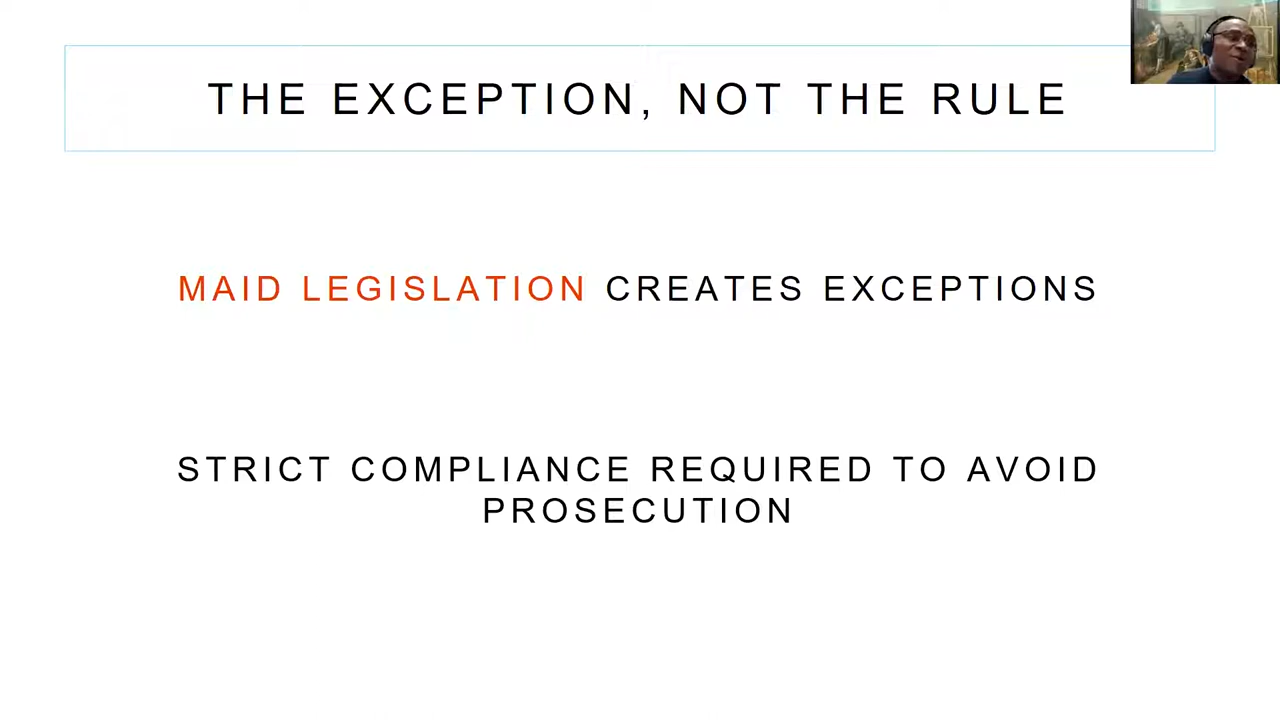 THE EXCEPTION, NOT THE RULE
MAID LEGISLATION CREATES EXCEPTIONS
STRICT COMPLIANCE REQUIRED TO AVOID
PROSECUTION